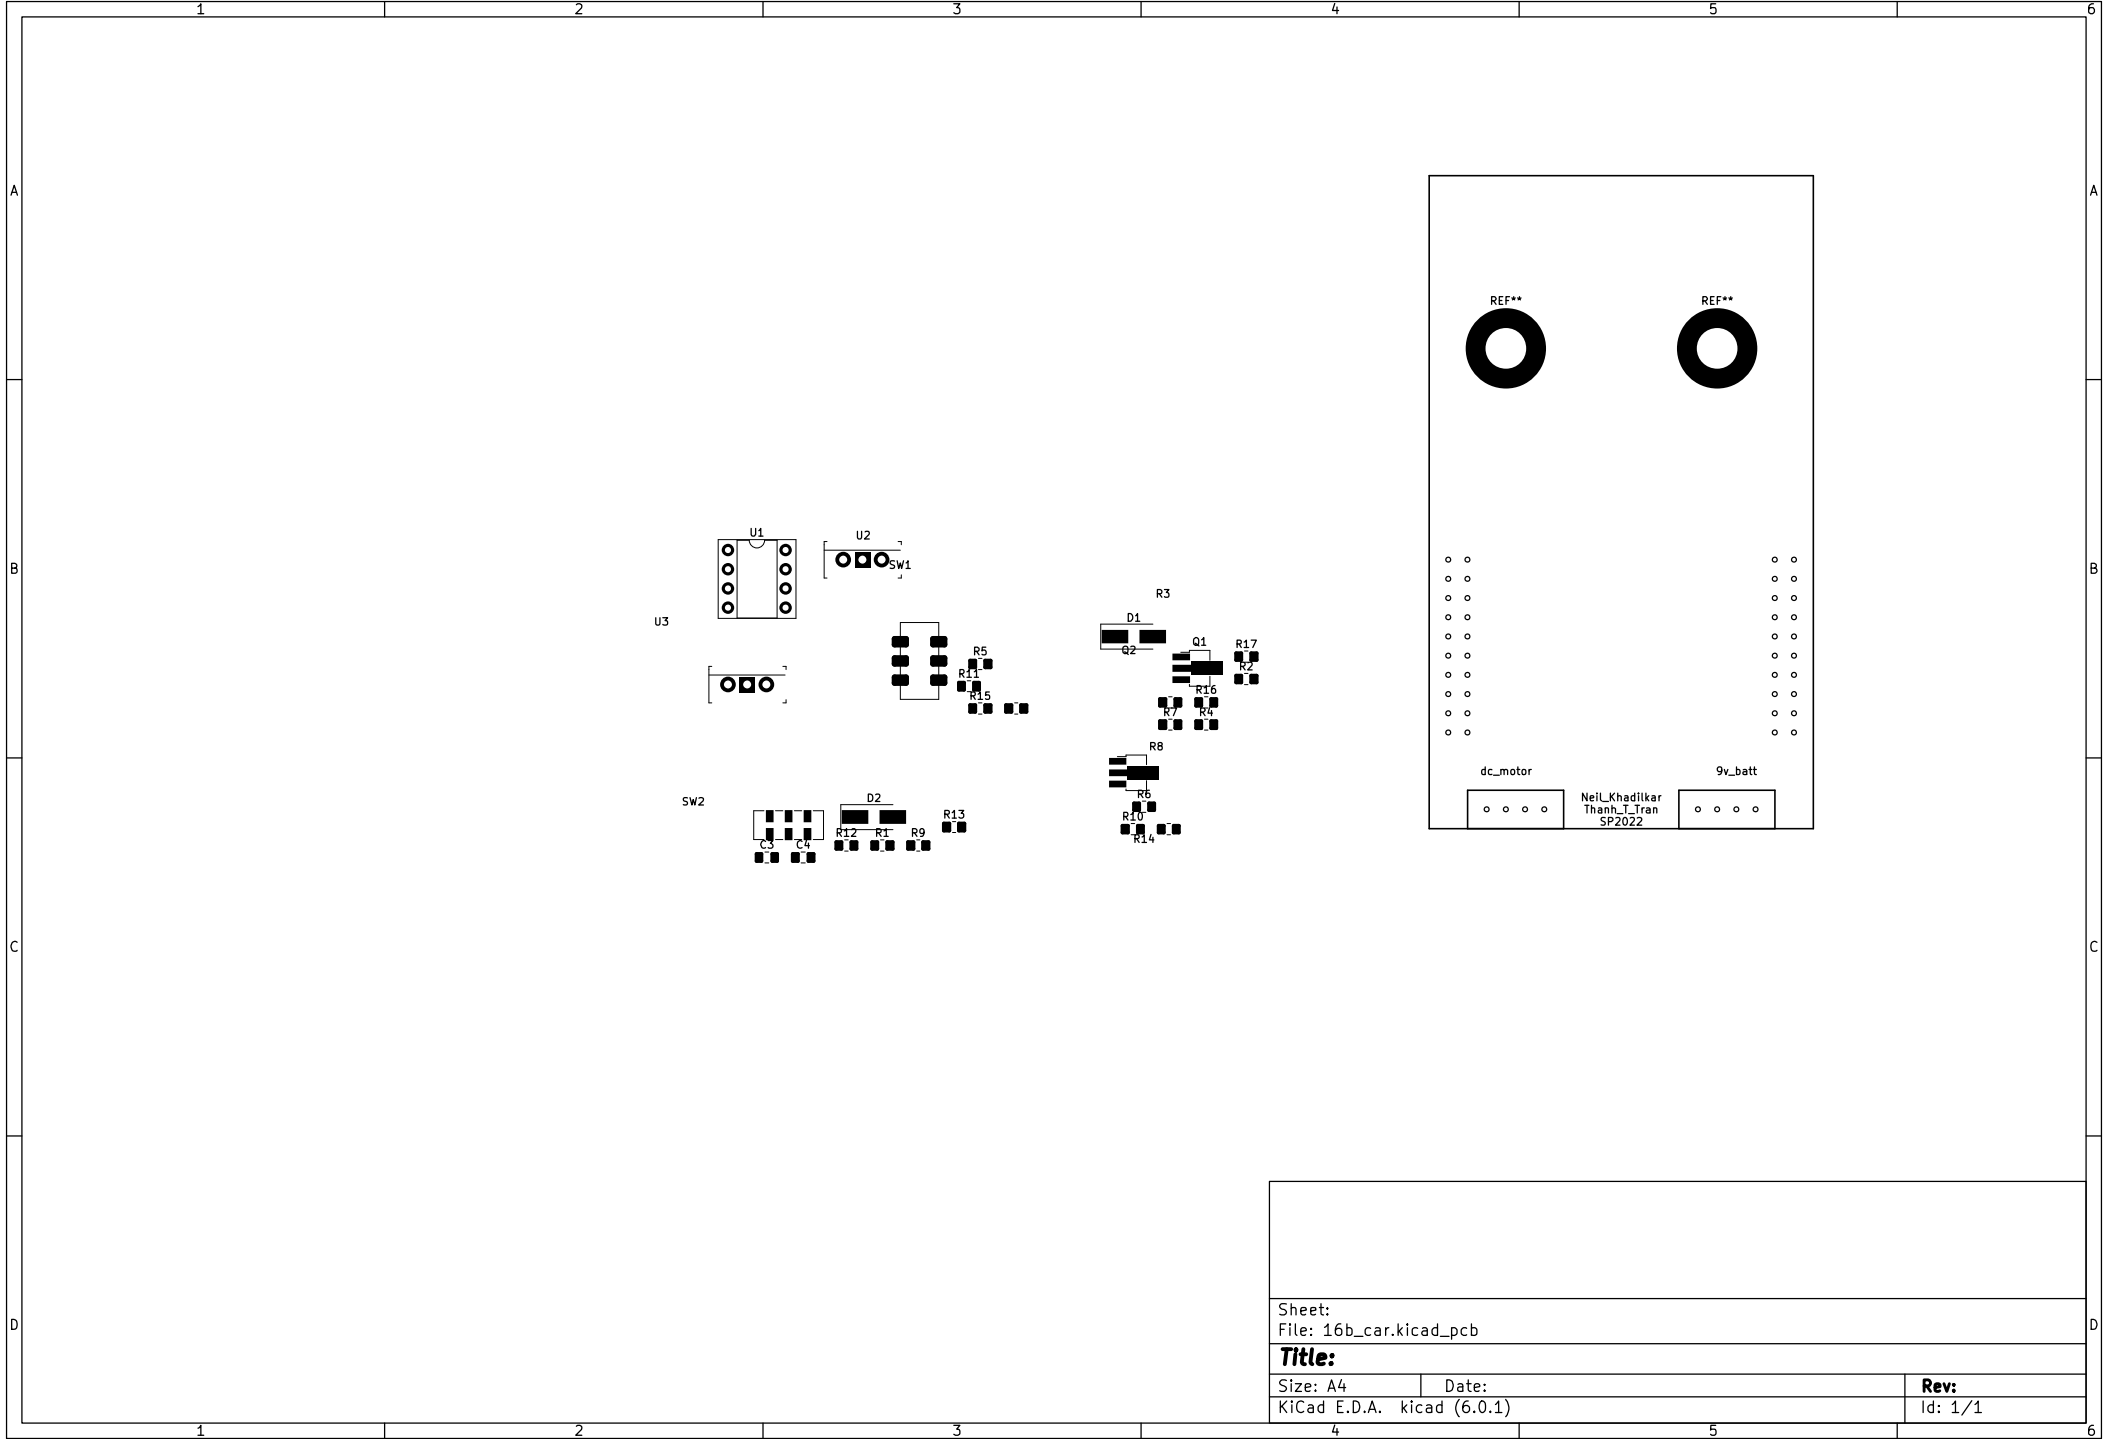 1 2 3 4 5 6
A A
REF** REF**
U1 U2
B SW1 B
R3
U3 D1
Q1 R17
Q2
R5
R2
R11
R16
R15
R7 R4
R8
dc_motor 9v_batt
R6
SW2 D2 Neil_Khadilkar
Thanh_T_Tran
R13 R10
SP2022
R12 R1 R9
R14
C3 C4
C C
Sheet:
D File: 16b_car.kicad_pcb D
Title:
Size: A4 Date: Rev:
KiCad E.D.A. kicad (6.0.1) Id: 1/1
1 2 3 4 5 6